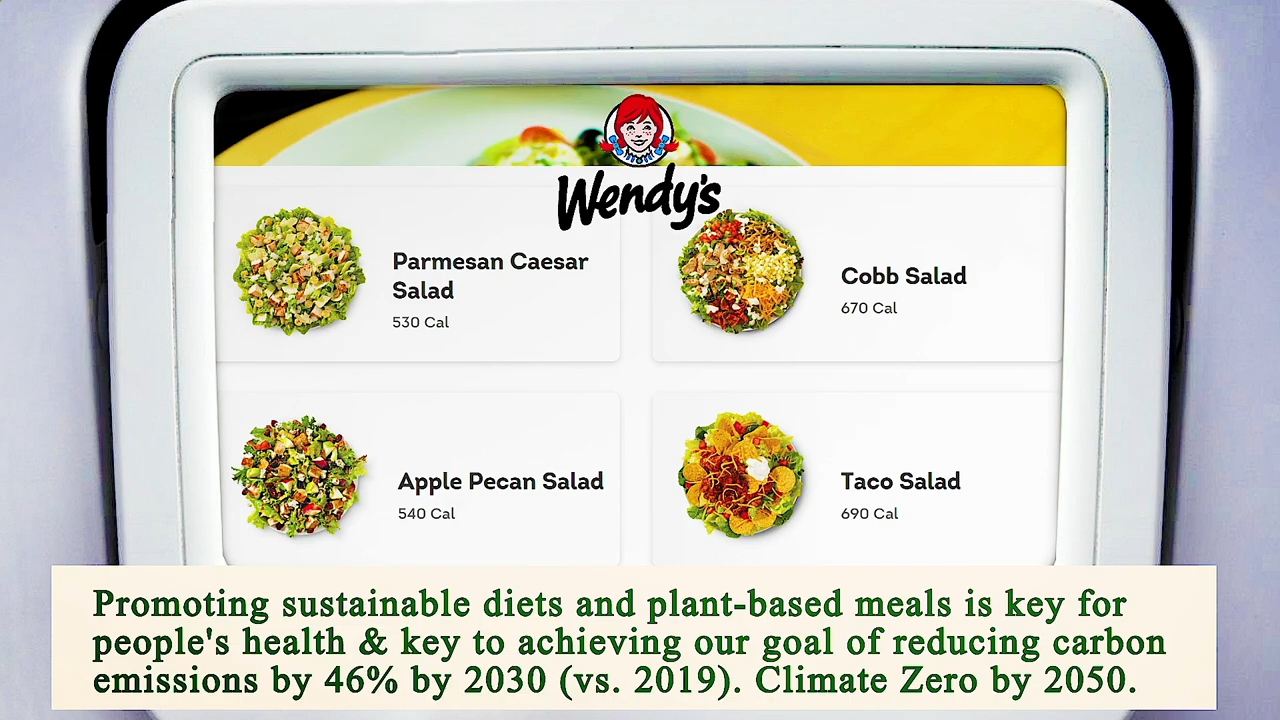 Wendy's
Parmesan Caesar
Salad
530 Cal
Cobb Salad
670 Cal
Apple Pecan Salad
540 Cal
Taco Salad
690 Cal
Promoting sustainable diets and plant-based meals is key for
people's health & key to achieving our goal of reducing carbon
emissions by 46% by 2030 (vs. 2019). Climate Zero by 2050.